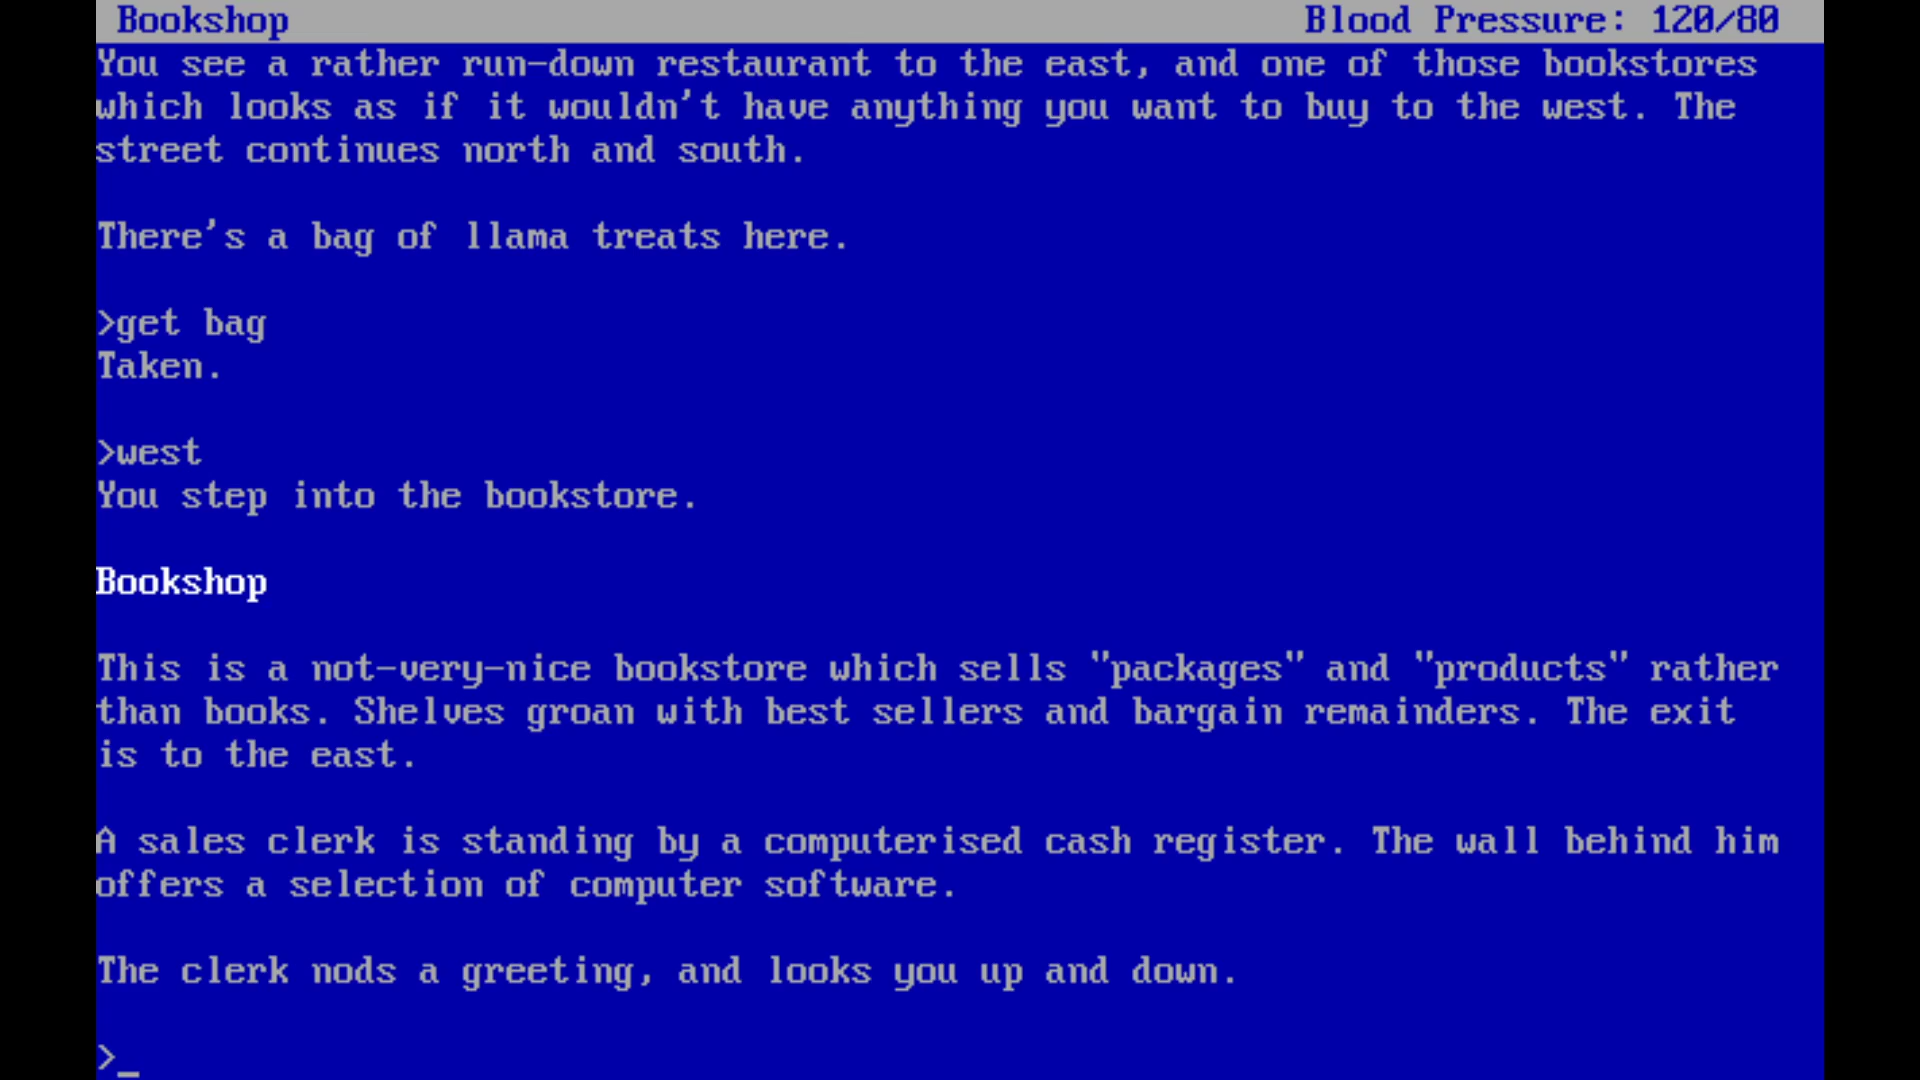 Bookshop Blood Pressure: 120/80
You see a rather run-down restaurant to the east, and one of those bookstores
which looks as if it wouldn't have anything you want to buy to the west. The
street continues north and south.
There's a bag of llama treats here.
>get bag
Taken.
>west
You step into the bookstore.
Bookshop
This is a not-very-nice bookstore which sells "packages" and "products" rather
than books. Shelves groan with best sellers and bargain remainders. The exit
is to the east.
A sales clerk is standing by a computerised cash register. The wall behind him
offers a selection of computer software.
The clerk nods a greeting, and looks you up and down.
>_